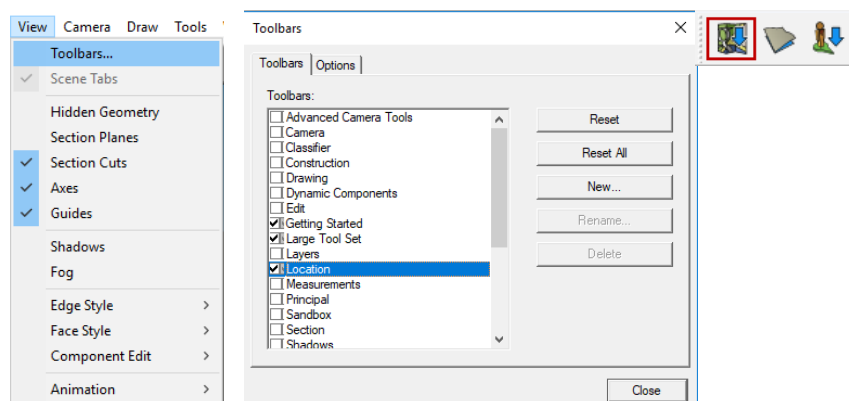 View Camera Draw Tools
Toolbars...
Scene Tabs
Hidden Geometry
Section Planes
Section Cuts
Axes
Guides
Shadows
Fog
Edge Style
Face Style
Component Edit
Animation
Toolbars
Toolbars Options
Toolbars:
Advanced Camera Tools
Camera
Classifier
Construction
Drawing
Dynamic Components
Edit
Getting Started
Large Tool Set
Layers
Location
Measurements
Principal
Sandbox
Section
Shadows
Reset
Reset All
New...
Rename...
Delete
Close